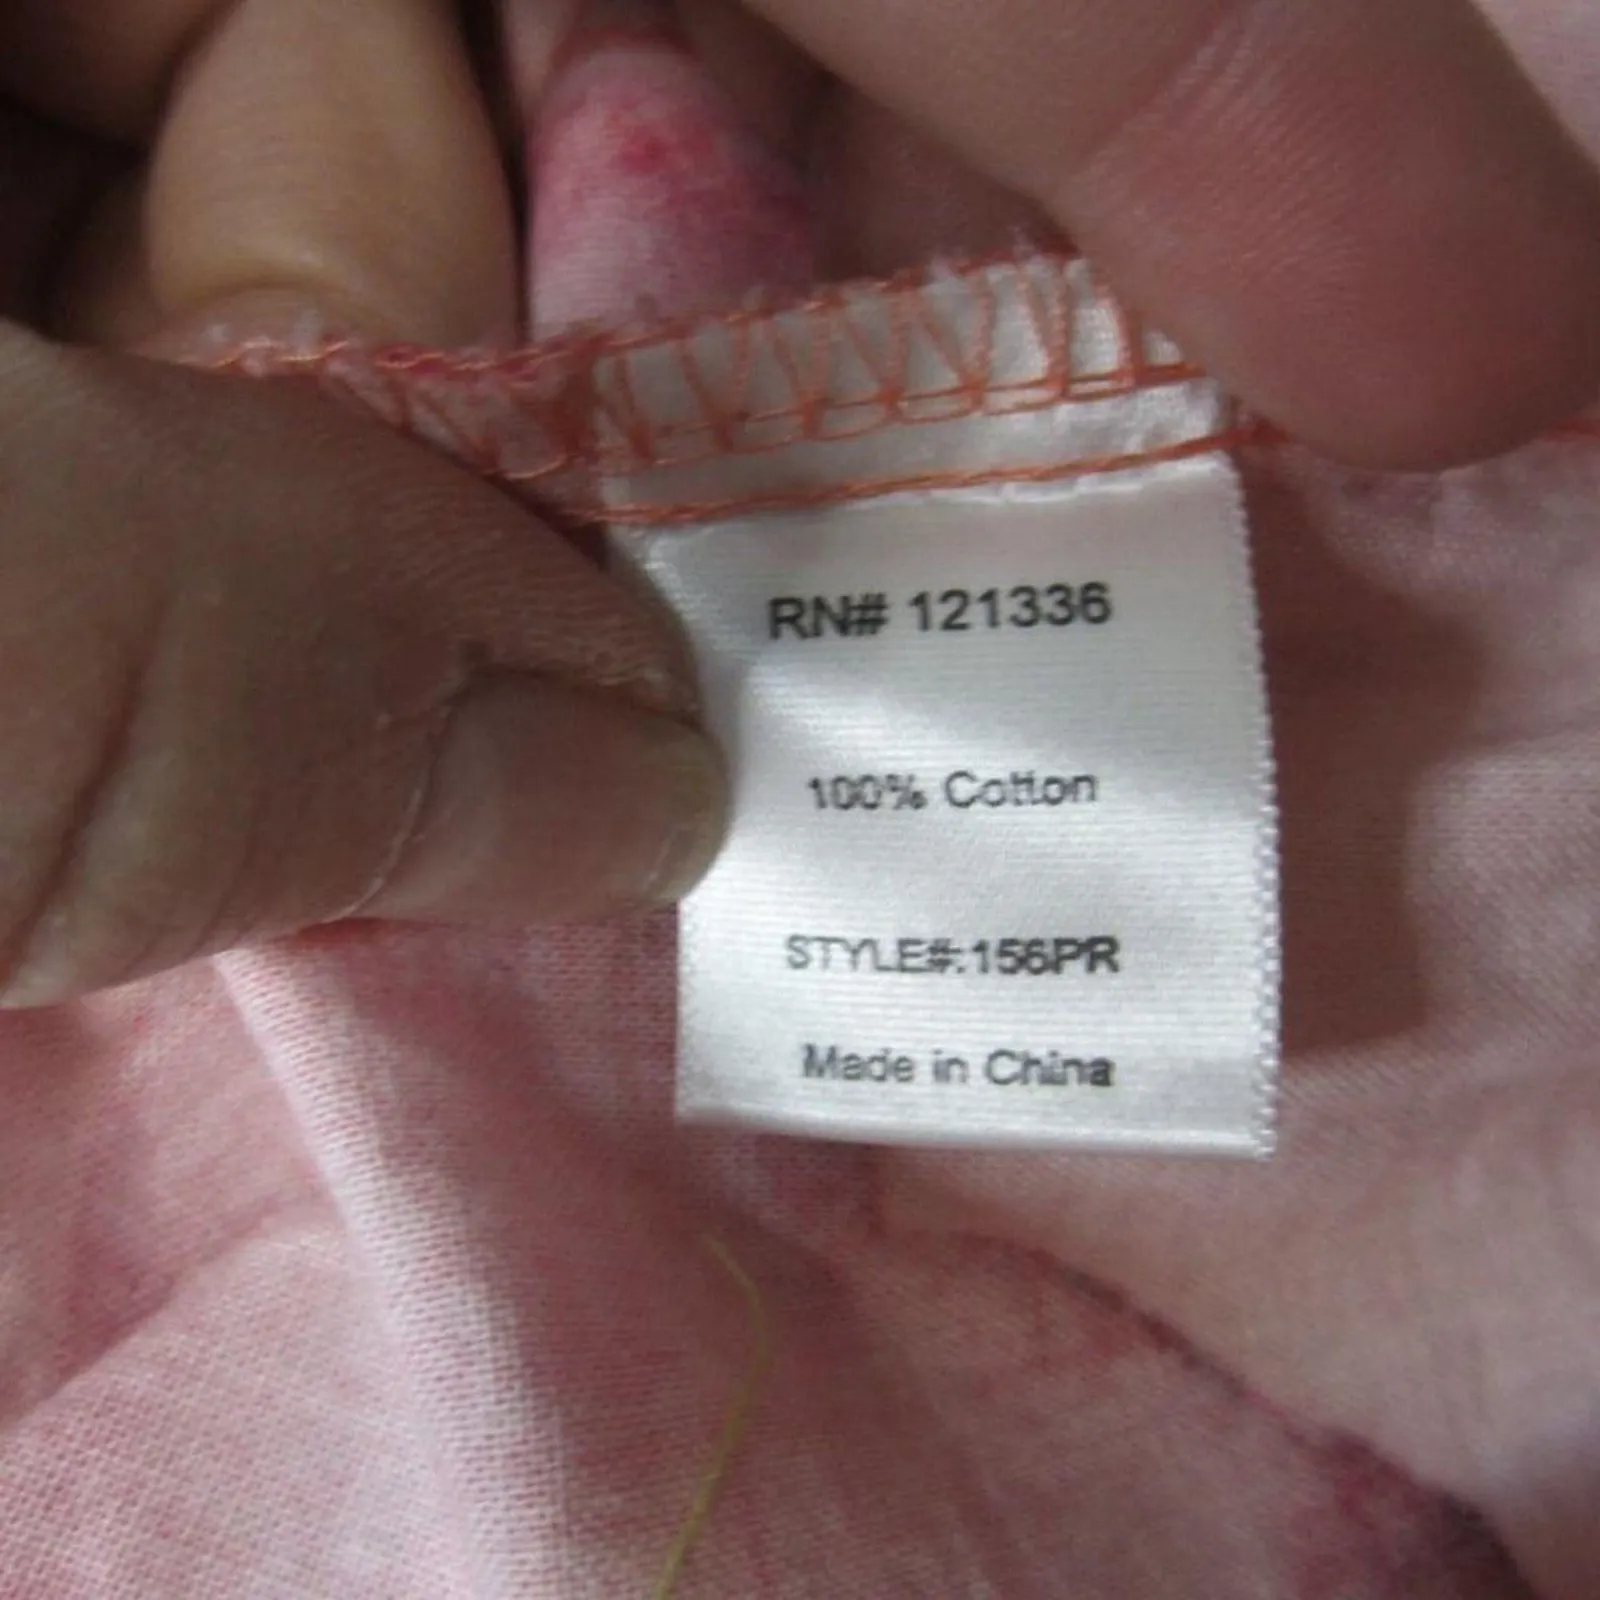 RN# 121336
100% Cotton
STYLE#:156PR
Made in China